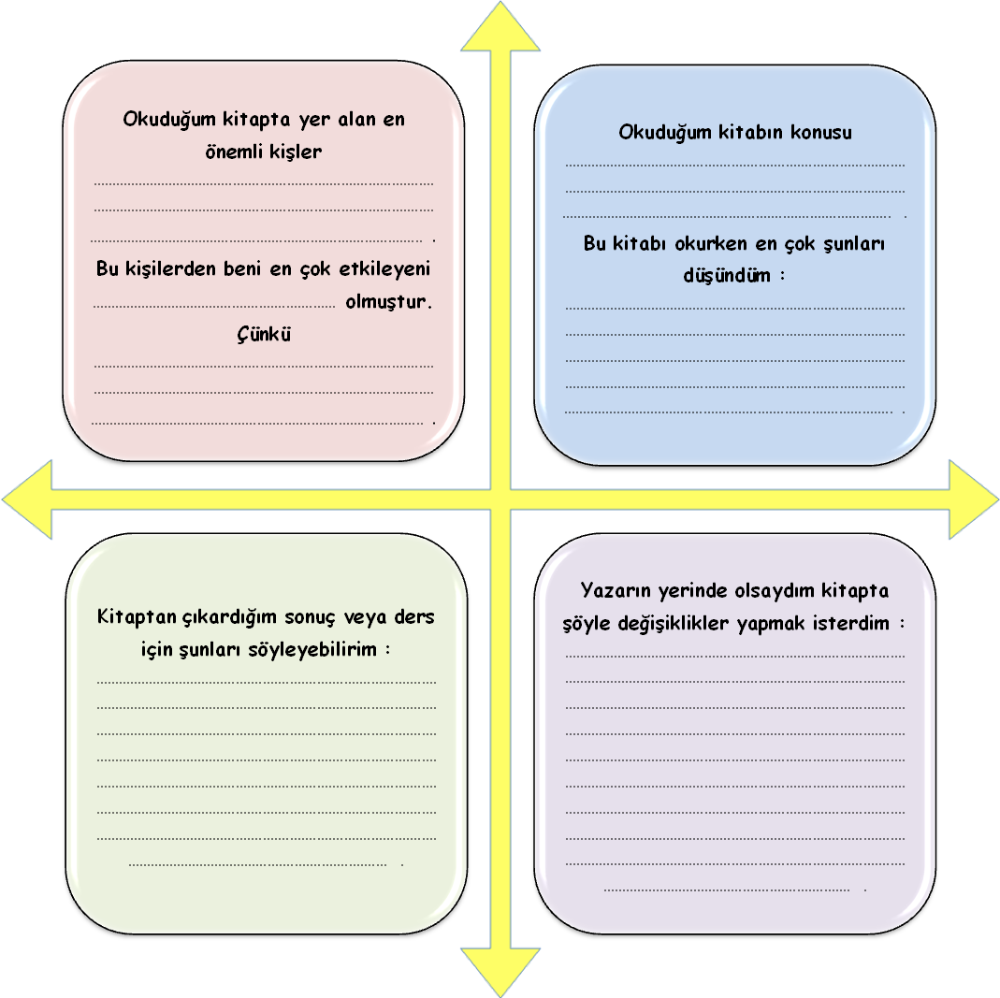 Okuduğum kitapta yer alan en
önemli kişler
.................................................................
.................................................................
................................................................ .
Bu kişilerden beni en çok etkileyeni
............................................... olmuştur.
Çünkü
.................................................................
.................................................................
................................................................ .
Okuduğum kitabın konusu
.................................................................
.................................................................
............................................................... .
Bu kitabı okurken en çok şunları
düşündüm :
.................................................................
.................................................................
.................................................................
.................................................................
............................................................... .
Kitaptan çıkardığım sonuç veya ders
için şunları söyleyebilirim :
.................................................................
.................................................................
.................................................................
.................................................................
.................................................................
.................................................................
.................................................................
.................................................. .
Yazarın yerinde olsaydım kitapta
şöyle değişiklikler yapmak isterdim :
.................................................................
.................................................................
.................................................................
.................................................................
.................................................................
.................................................................
.................................................................
.................................................................
.................................................................
............................................... .